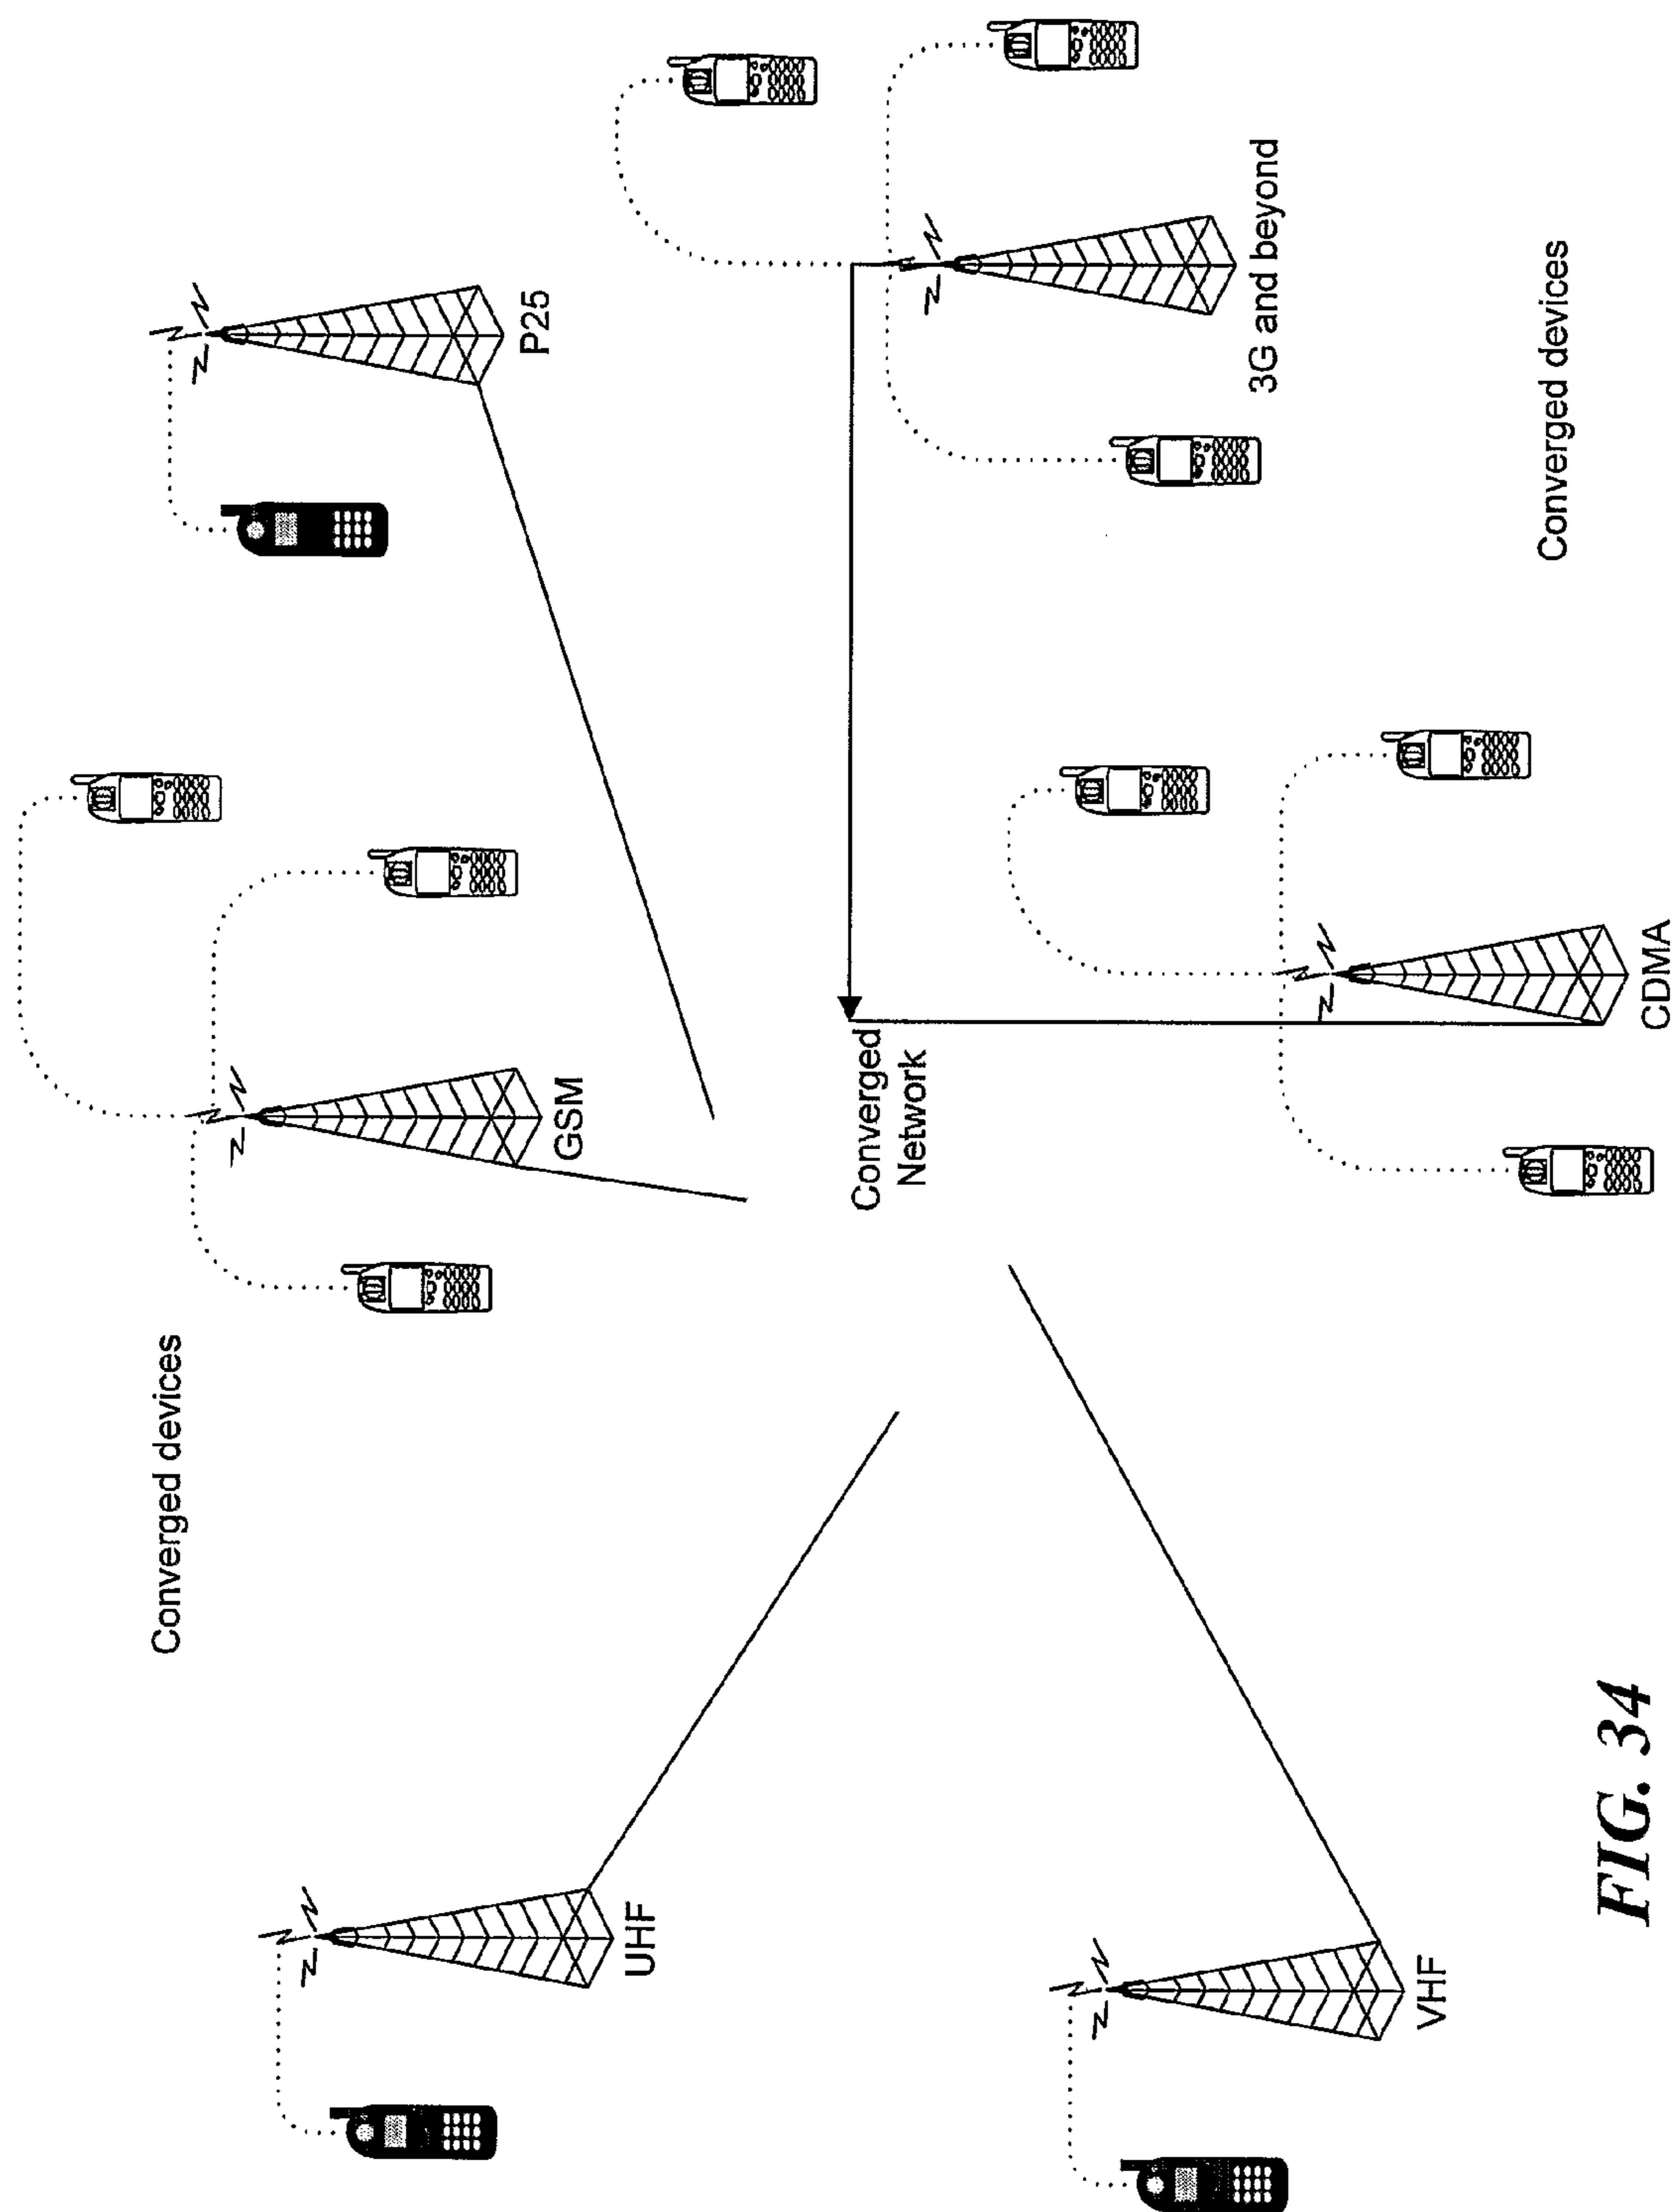 Converged devices
P25
GSM
UHF
Converged
Network
3G and beyond
VHF
CDMA
Converged devices
FIG. 34